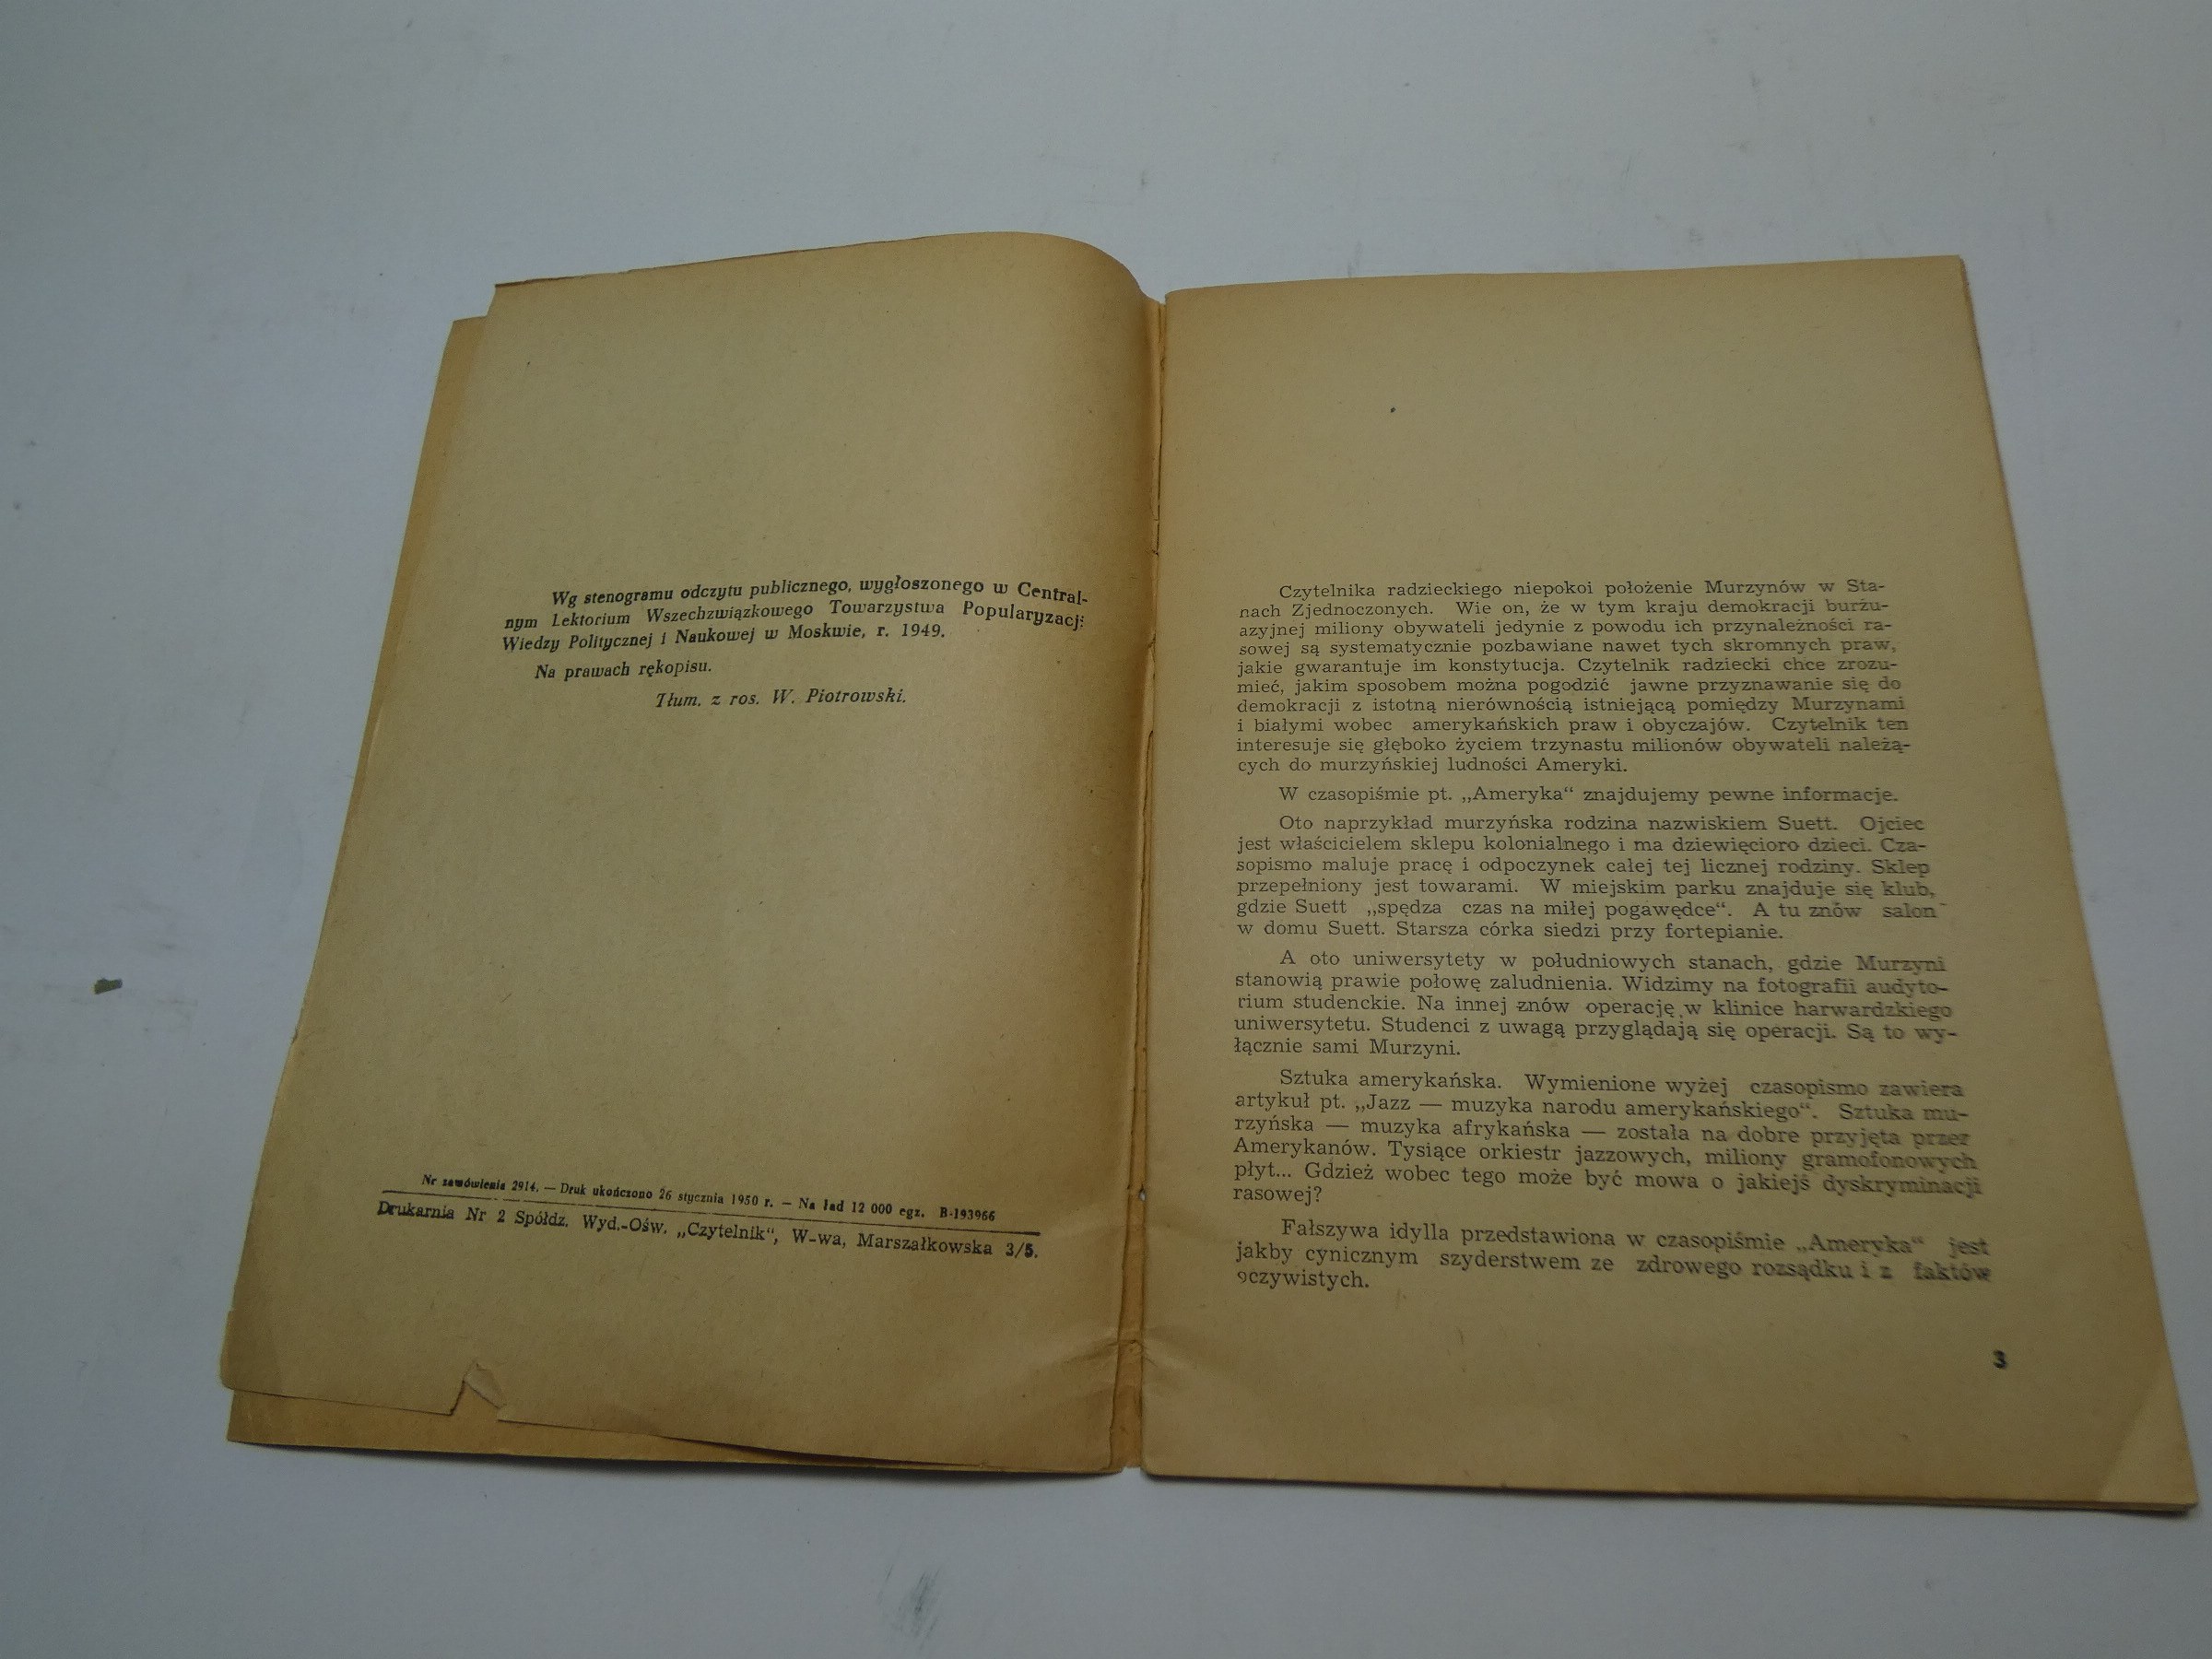 Wg stenogramu odczytu publicznego, wygłoszonego w Central-
nym Lektorium Wszechzwiązkowego Towarzystwa Popularyzacji
Wiedzy Politycznej i Naukowej w Moskwie, r. 1949.
Na prawach rękopisu.
Tłum. z ros. W. Piotrowski.
Nr zamówienia 2914. — Druk ukończono 26 stycznia 1950 r. — Na ład 12 000 egz. B-193966
Drukarnia Nr 2 Spółdz. Wyd.-Ośw. „Czytelnik“, W-wa, Marszałkowska 3/5.
Czytelnika radzieckiego niepokoi położenie Murzynów w Sta-
nach Zjednoczonych. Wie on, że w tym kraju demokracji burżu-
azyjnej miliony obywateli jedynie z powodu ich przynależności ra-
sowej są systematycznie pozbawiane nawet tych skromnych praw,
jakie gwarantuje im konstytucja. Czytelnik radziecki chce zrozu-
mieć, jakim sposobem można pogodzić jawne przyznawanie się do
demokracji z istotną nierównością istniejącą pomiędzy Murzynami
i białymi wobec amerykańskich praw i obyczajów. Czytelnik ten
interesuje się głęboko życiem trzynastu milionów obywateli należą-
cych do murzyńskiej ludności Ameryki.
W czasopiśmie pt. „Ameryka“ znajdujemy pewne informacje.
Oto naprzykład murzyńska rodzina nazwiskiem Suett. Ojciec
jest właścicielem sklepu kolonialnego i ma dziewięcioro dzieci. Cza-
sopismo maluje pracę i odpoczynek całej tej licznej rodziny. Sklep
przepełniony jest towarami. W miejskim parku znajduje się klub,
gdzie Suett „spędza czas na miłej pogawędce“. A tu znów salon
w domu Suett. Starsza córka siedzi przy fortepianie.
A oto uniwersytety w południowych stanach, gdzie Murzyni
stanowią prawie połowę zaludnienia. Widzimy na fotografii audyto-
rium studenckie. Na innej znów operację w klinice harwardzkiego
uniwersytetu. Studenci z uwagą przyglądają się operacji. Są to wy-
łącznie sami Murzyni.
Sztuka amerykańska. Wymienione wyżej czasopismo zawiera
artykuł pt. „Jazz — muzyka narodu amerykańskiego“. Sztuka mu-
rzyńska — muzyka afrykańska — została na dobre przyjęta przez
Amerykanów. Tysiące orkiestr jazzowych, miliony gramofonowych
płyt... Gdzież wobec tego może być mowa o jakiejś dyskryminacji
rasowej?
Fałszywa idylla przedstawiona w czasopiśmie „Ameryka“ jest
jakby cynicznym szyderstwem ze zdrowego rozsądku i z faktów
oczywistych.
3